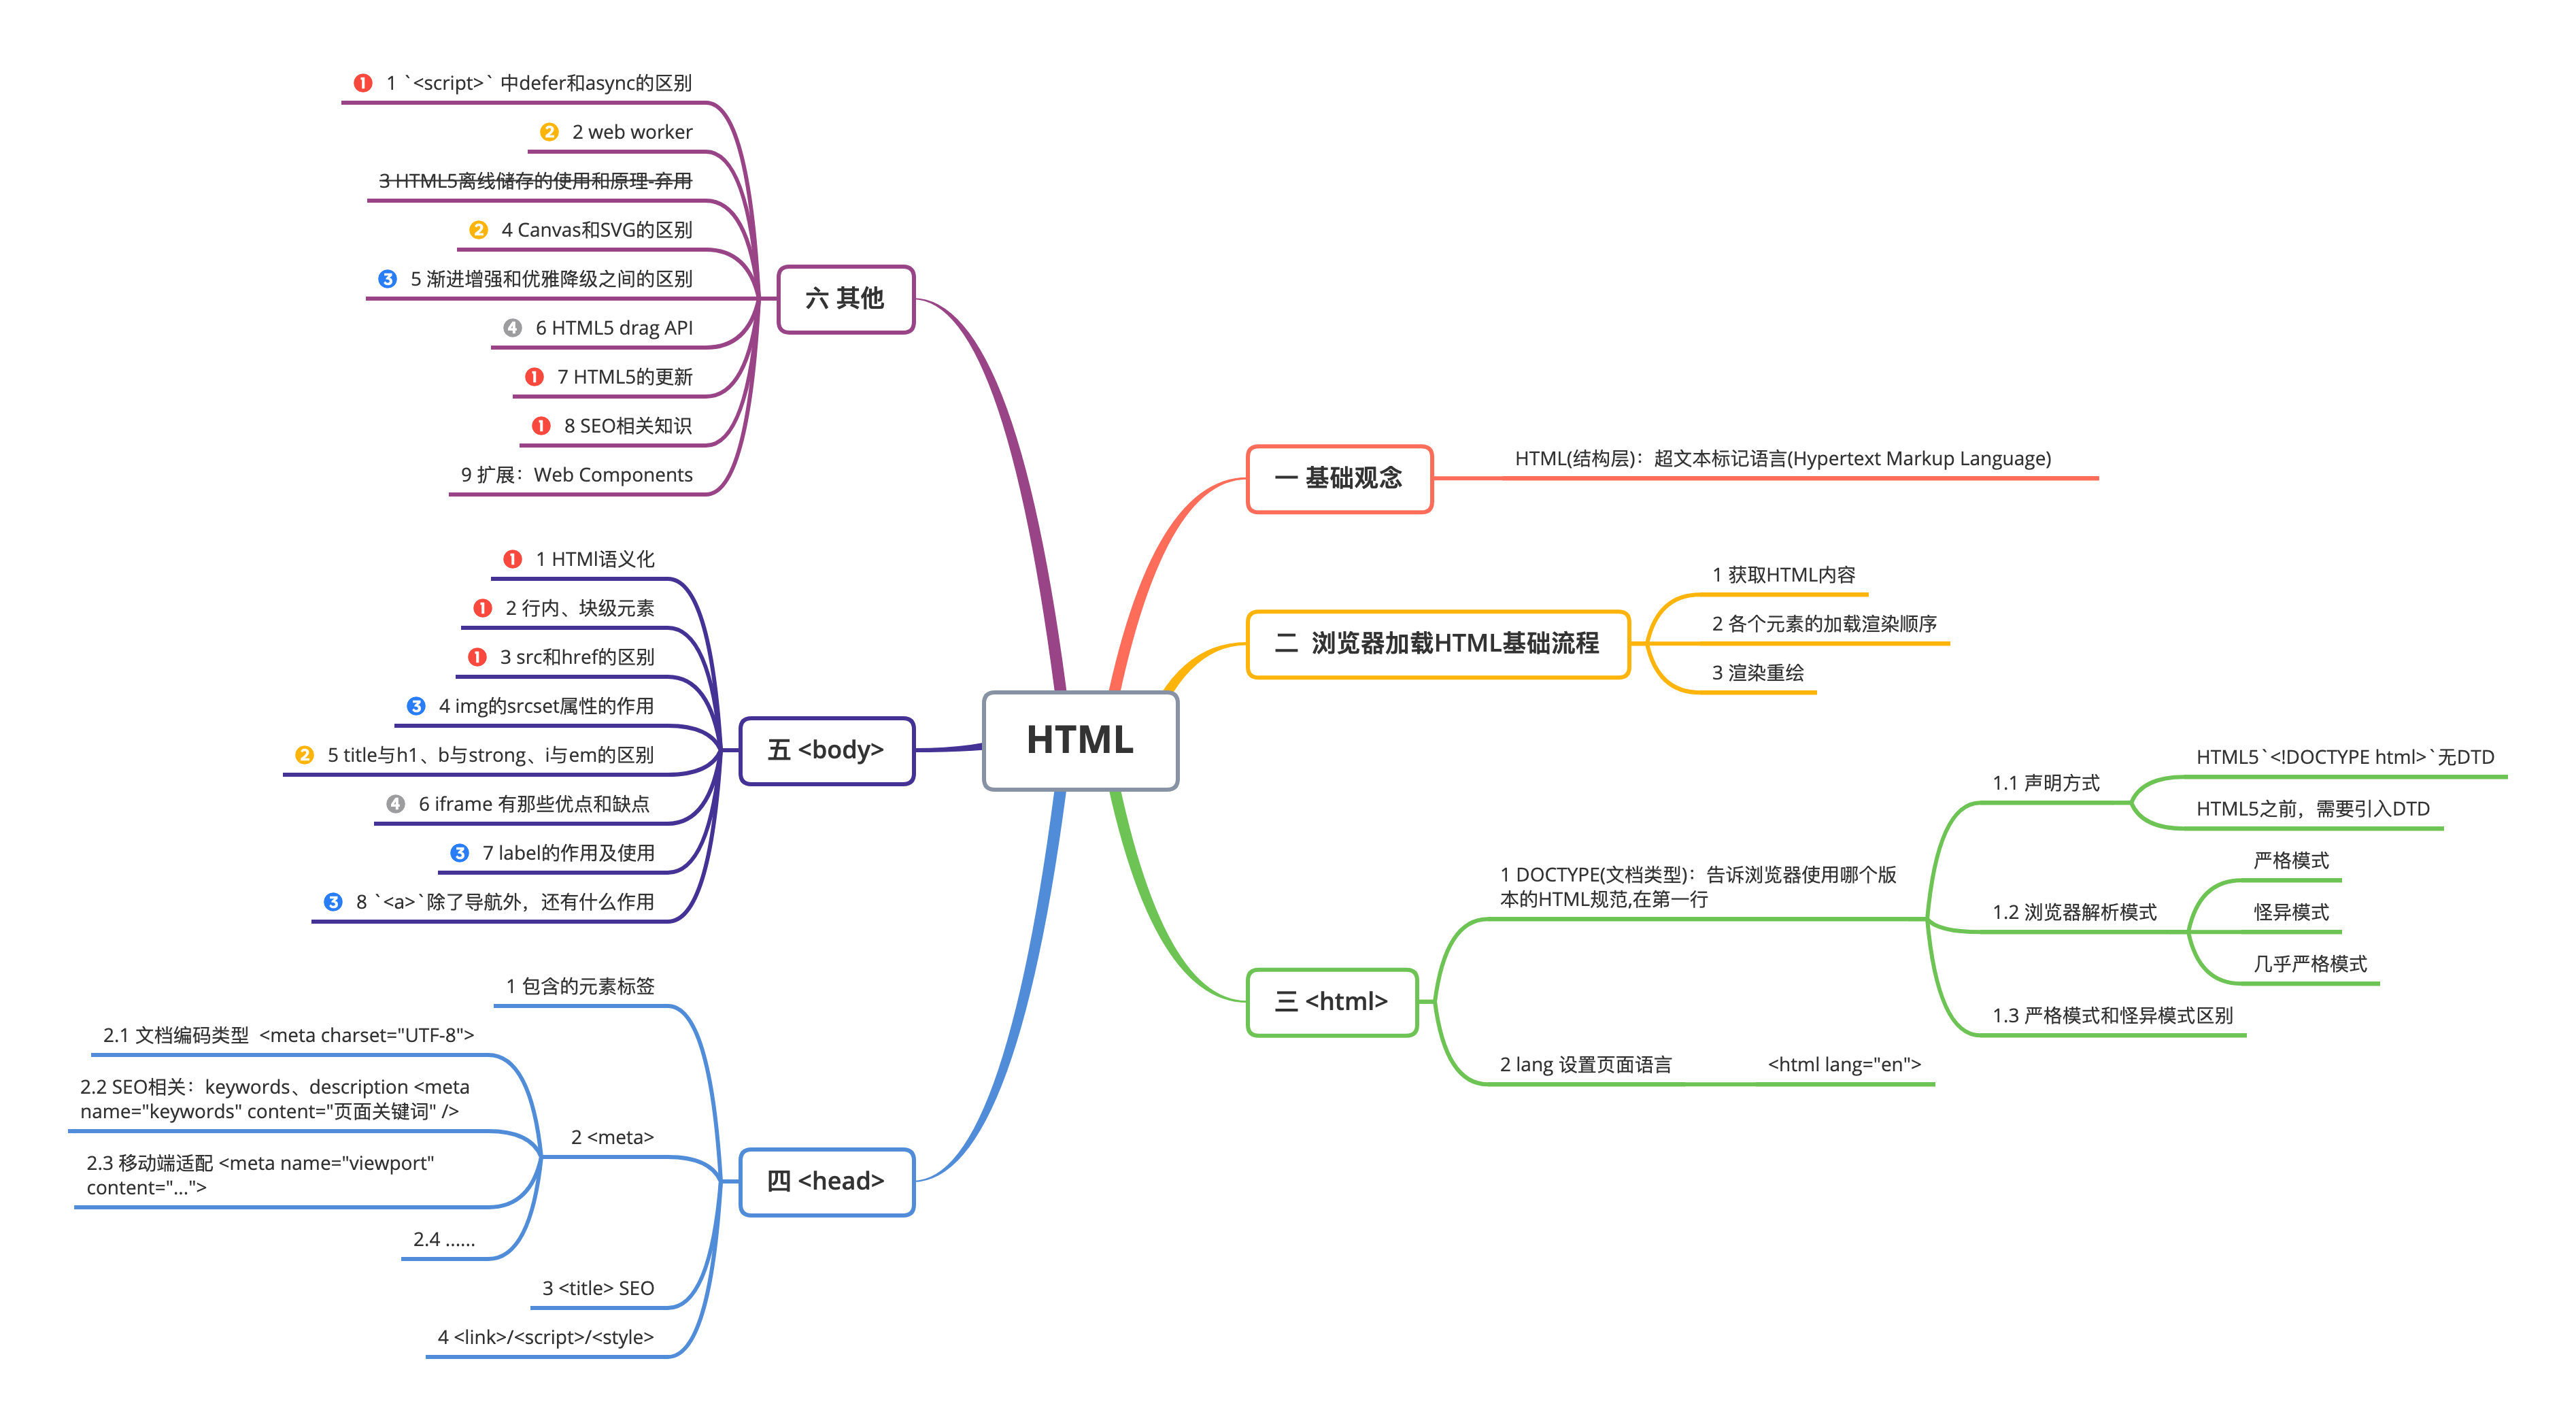 HTML
一 基础观念
HTML(结构层)：超文本标记语言(Hypertext Markup Language)
二 浏览器加载HTML基础流程
1 获取HTML内容
2 各个元素的加载渲染顺序
3 渲染重绘
三 <html>
1 DOCTYPE(文档类型)：告诉浏览器使用哪个版
本的HTML规范,在第一行
1.1 声明方式
HTML5`<!DOCTYPE html>`无DTD
HTML5之前，需要引入DTD
1.2 浏览器解析模式
严格模式
怪异模式
几乎严格模式
1.3 严格模式和怪异模式区别
2 lang 设置页面语言
<html lang="en">
四 <head>
1 包含的元素标签
2 <meta>
2.1 文档编码类型 <meta charset="UTF-8">
2.2 SEO相关：keywords、description <meta
name="keywords" content="页面关键词" />
2.3 移动端适配 <meta name="viewport"
content="...">
2.4 ......
3 <title> SEO
4 <link>/<script>/<style>
五 <body>
1 1 HTMl语义化
1 2 行内、块级元素
1 3 src和href的区别
3 4 img的srcset属性的作用
2 5 title与h1、b与strong、i与em的区别
4 6 iframe 有那些优点和缺点
3 7 label的作用及使用
3 8 `<a>`除了导航外，还有什么作用
六 其他
1 1 `<script>` 中defer和async的区别
2 2 web worker
3 HTML5离线储存的使用和原理-弃用
2 4 Canvas和SVG的区别
3 5 渐进增强和优雅降级之间的区别
4 6 HTML5 drag API
1 7 HTML5的更新
1 8 SEO相关知识
9 扩展：Web Components